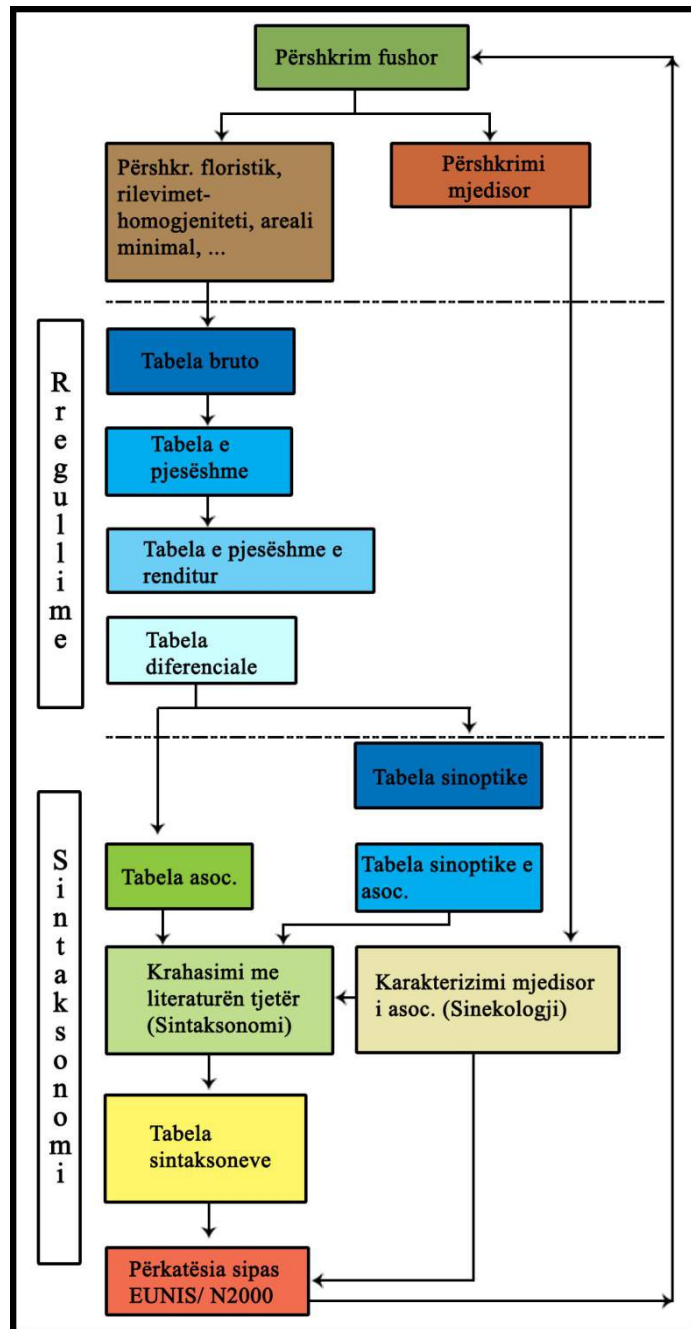 Përshkrim fushor
Përshkr. floristik,
rilevimet-
homogjeniteti, areali
minimal, ...
Përshkrimi
mjedisor
Rregullime
Tabela bruto
Tabela e
pjesëshme
Tabela e pjesëshme e
renditur
Tabela
diferenciale
Sintaksonomi
Tabela sinoptike
Tabela asoc.
Tabela sinoptike e
asoc.
Krahasimi me
literaturën tjetër
(Sintaksonomi)
Karakterizimi mjedisor
i asoc. (Sinekologji)
Tabela
sintaksoneve
Përkatësia sipas
EUNIS/ N2000